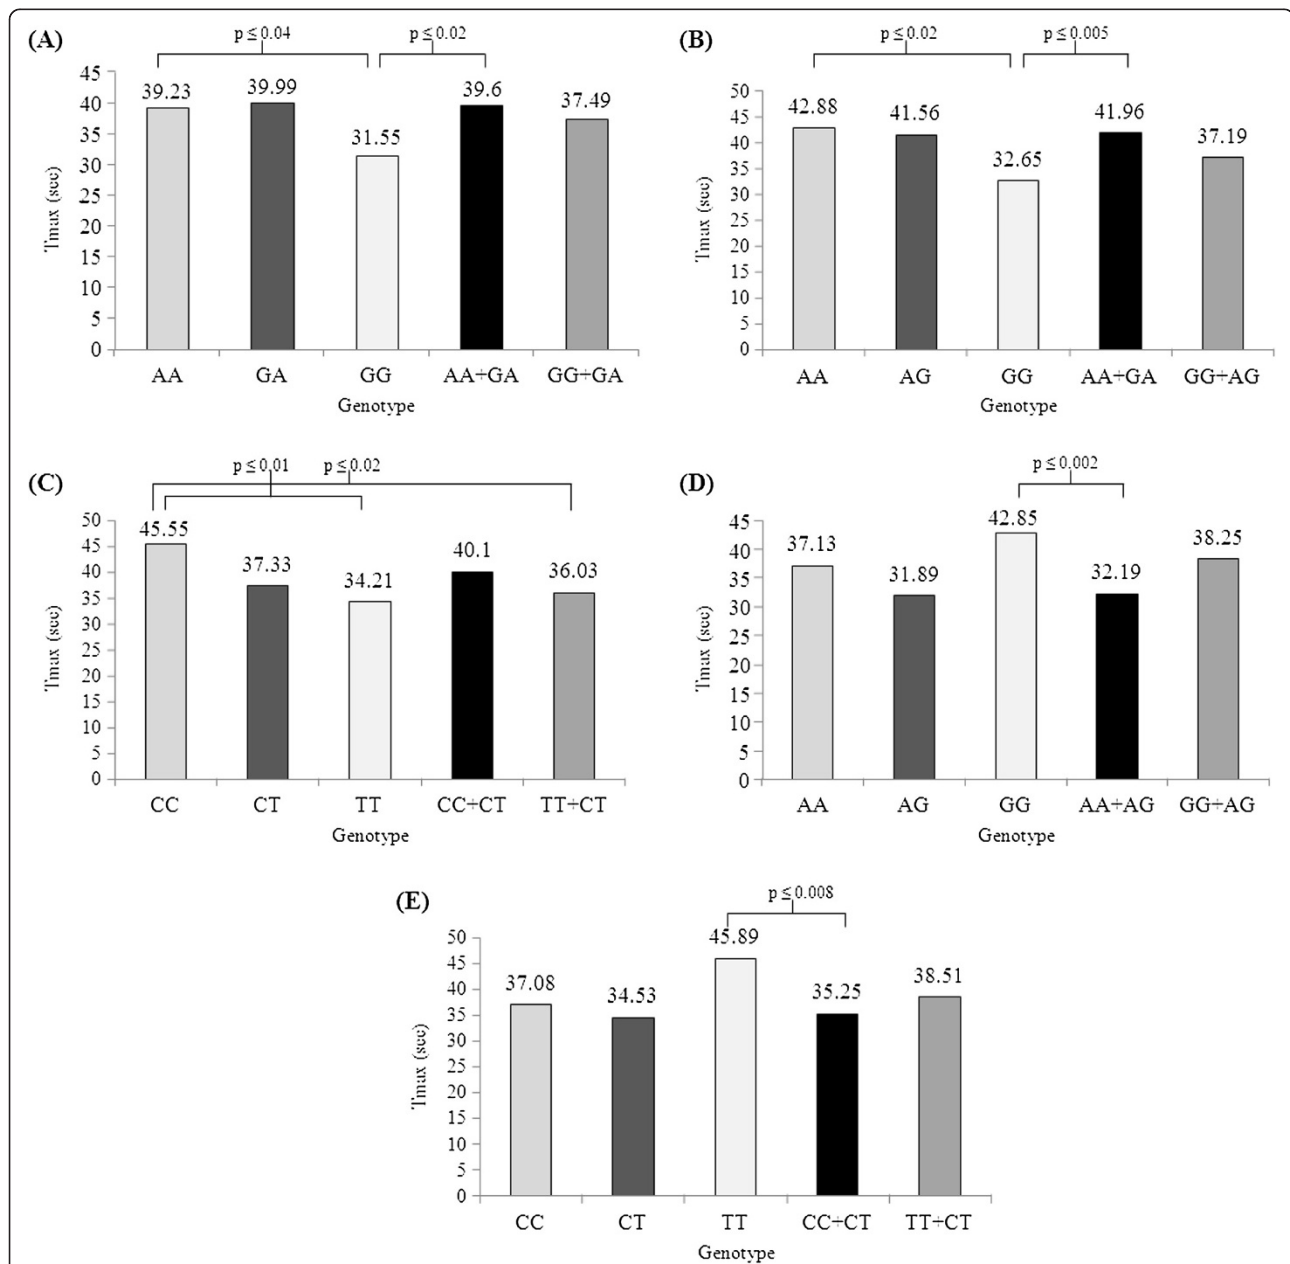 (A)
p ≤ 0.04 p ≤ 0.02
45
40
35
30
25
20
15
10
5
0
Tmax (sec)
39.23 39.99 31.55 39.6 37.49
AA GA GG AA+GA GG+GA
Genotype
(B)
p ≤ 0.02 p ≤ 0.005
50
45
40
35
30
25
20
15
10
5
0
Tmax (sec)
42.88 41.56 32.65 41.96 37.19
AA AG GG AA+GA GG+AG
Genotype
(C)
p ≤ 0.01 p ≤ 0.02
50
45
40
35
30
25
20
15
10
5
0
Tmax (sec)
45.55 37.33 34.21 40.1 36.03
CC CT TT CC+CT TT+CT
Genotype
(D)
p ≤ 0.002
45
40
35
30
25
20
15
10
5
0
Tmax (sec)
37.13 31.89 42.85 32.19 38.25
AA AG GG AA+AG GG+AG
Genotype
(E)
p ≤ 0.008
50
45
40
35
30
25
20
15
10
5
0
Tmax (sec)
37.08 34.53 45.89 35.25 38.51
CC CT TT CC+CT TT+CT
Genotype